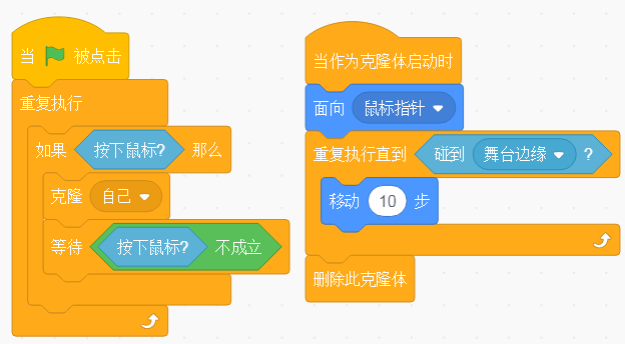 当 被点击
重复执行
如果 按下鼠标? 那么
克隆 自己
等待 按下鼠标? 不成立
当作为克隆体启动时
面向 鼠标指针
重复执行直到 碰到 舞台边缘 ?
移动 10 步
删除此克隆体